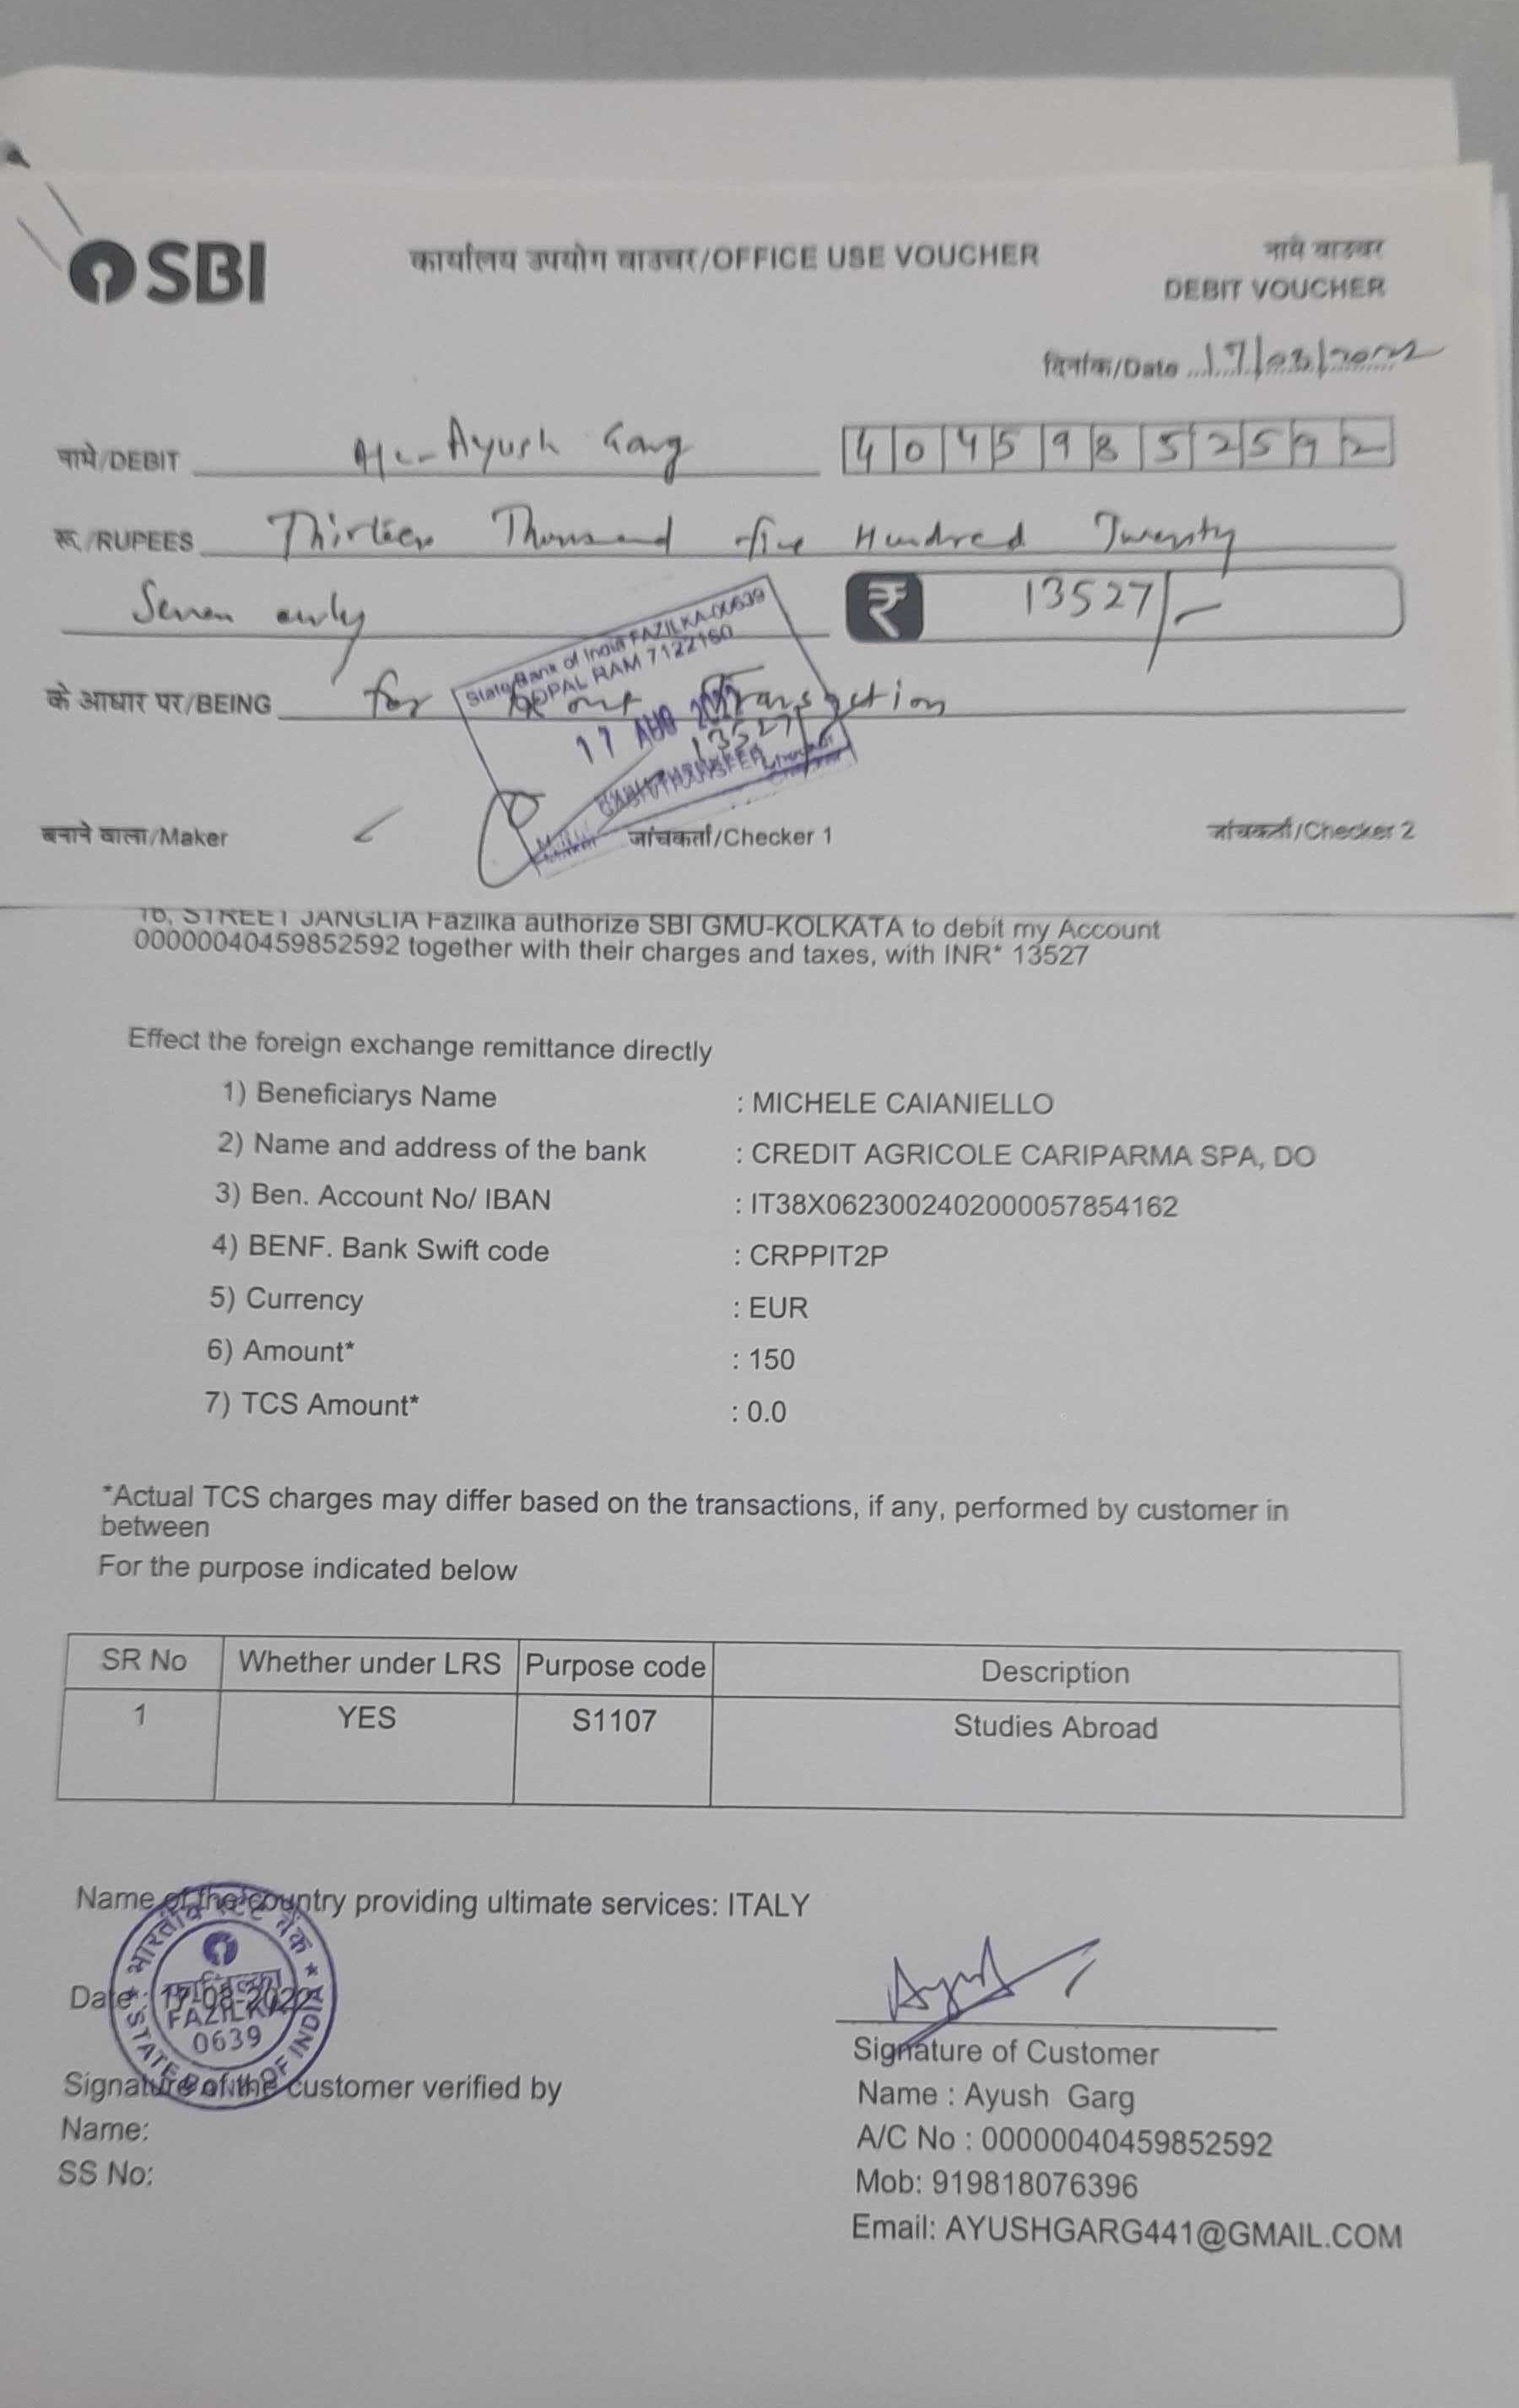 SBI
कार्यालय उपयोग वाउचर/OFFICE USE VOUCHER
नामे वाउचर
DEBIT VOUCHER
दिनांक/Date 17/08/2022
नामे/DEBIT A/c- Ayush Garg 40459852592
रू./RUPEES Thirteen Thousand five Hundred Twenty
Seven only ₹ 13527/-
के आधार पर/BEING for out Transaction
State Bank of India FAZILKA-00639
GOPAL RAM 7122160
17 AUG 2022
13527/
बनाने वाला/Maker जांचकर्ता/Checker 1 जांचकर्ता/Checker 2
16, STREET JANGLIA Fazilka authorize SBI GMU-KOLKATA to debit my Account
00000040459852592 together with their charges and taxes, with INR* 13527
Effect the foreign exchange remittance directly
1) Beneficiarys Name : MICHELE CAIANIELLO
2) Name and address of the bank : CREDIT AGRICOLE CARIPARMA SPA, DO
3) Ben. Account No/ IBAN : IT38X0623002402000057854162
4) BENF. Bank Swift code : CRPPIT2P
5) Currency : EUR
6) Amount* : 150
7) TCS Amount* : 0.0
*Actual TCS charges may differ based on the transactions, if any, performed by customer in
between
For the purpose indicated below
SR No Whether under LRS Purpose code Description
1 YES S1107 Studies Abroad
Name of the country providing ultimate services: ITALY
Date : 17-08-2022
भारतीय स्टेट बैंक
फाजिल्का
FAZILKA
0639
STATE BANK OF INDIA
Signature of the customer verified by
Name:
SS No:
Ayush
Signature of Customer
Name : Ayush Garg
A/C No : 00000040459852592
Mob: 919818076396
Email: AYUSHGARG441@GMAIL.COM